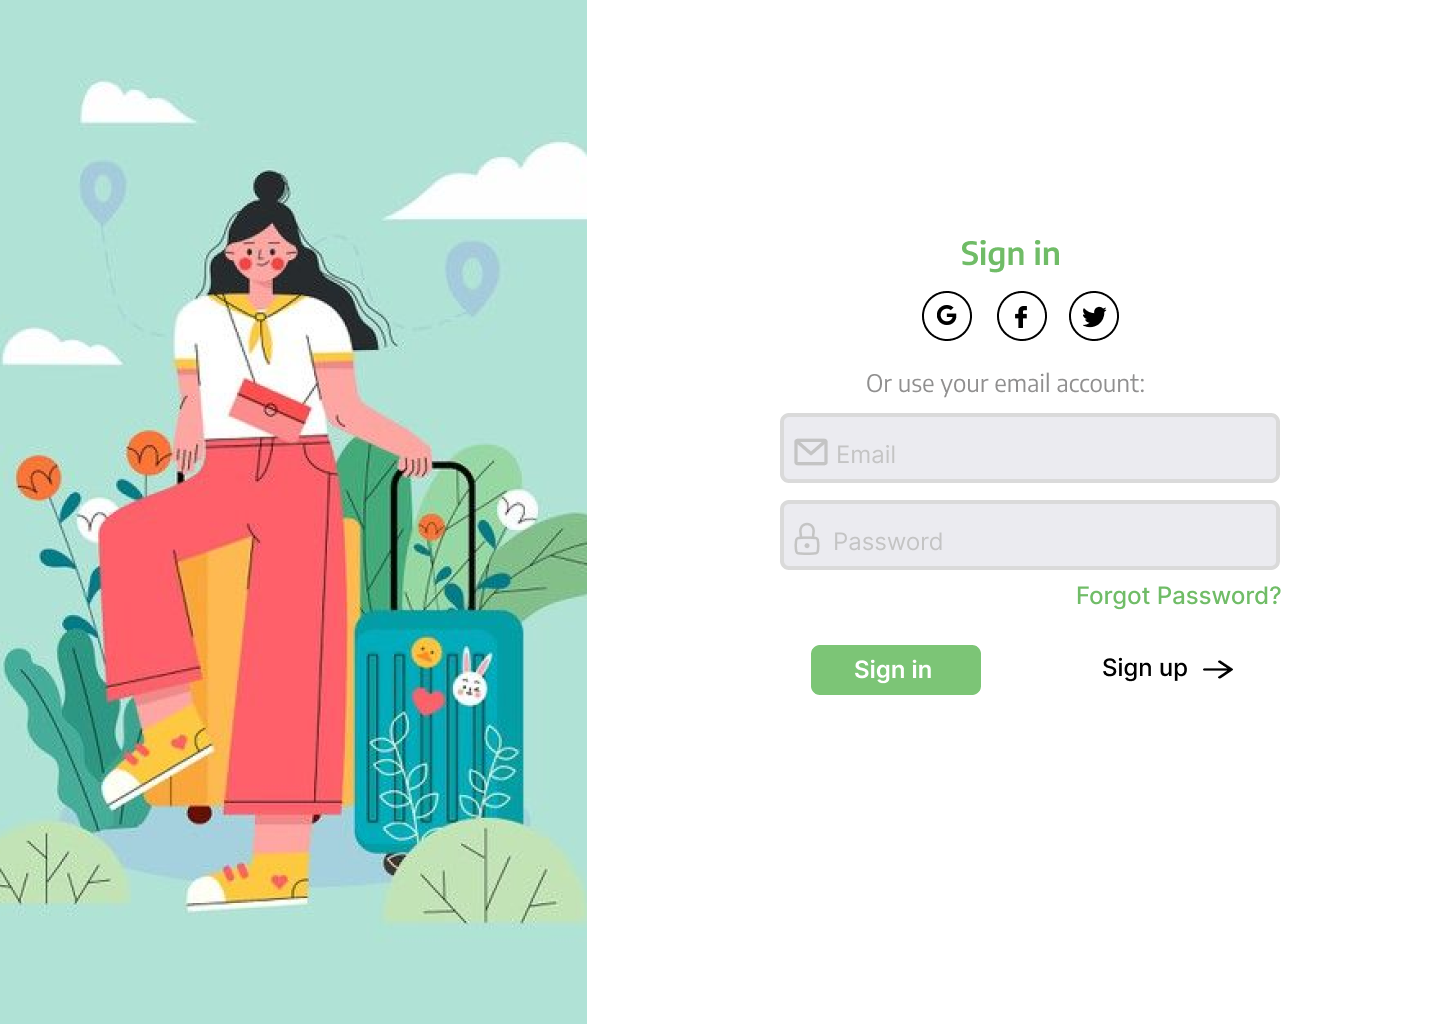 Sign in
Or use your email account:
Email
Password
Forgot Password?
Sign in
Sign up